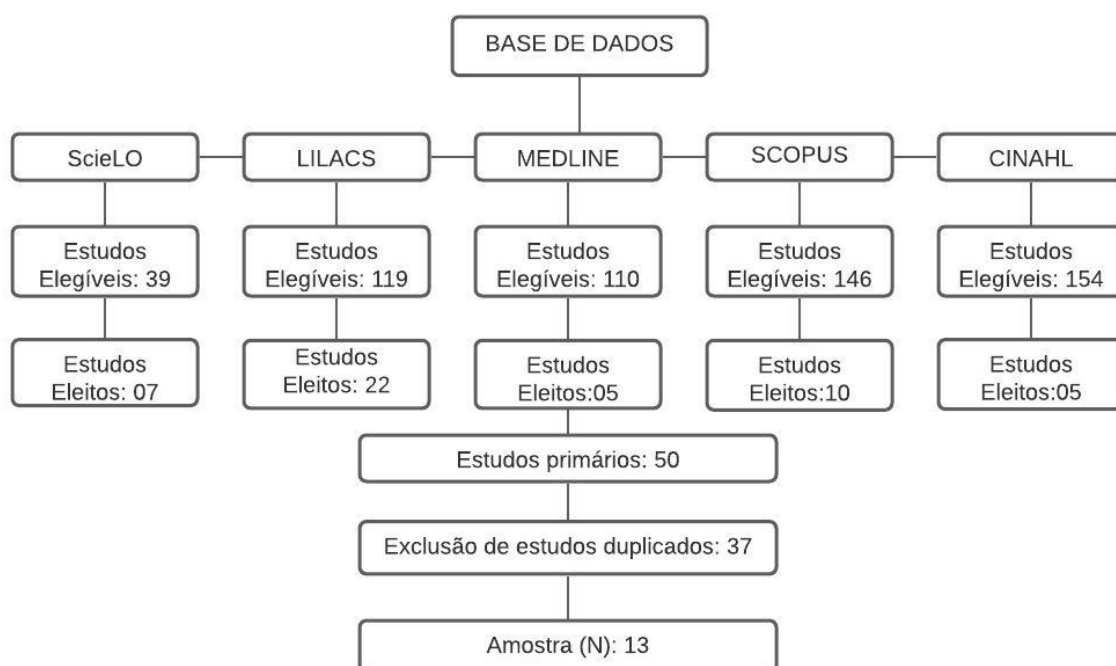 BASE DE DADOS
ScieLO
LILACS
MEDLINE
SCOPUS
CINAHL
Estudos
Elegíveis: 39
Estudos
Elegíveis: 119
Estudos
Elegíveis: 110
Estudos
Elegíveis: 146
Estudos
Elegíveis: 154
Estudos
Eleitos: 07
Estudos
Eleitos: 22
Estudos
Eleitos:05
Estudos
Eleitos:10
Estudos
Eleitos:05
Estudos primários: 50
Exclusão de estudos duplicados: 37
Amostra (N): 13